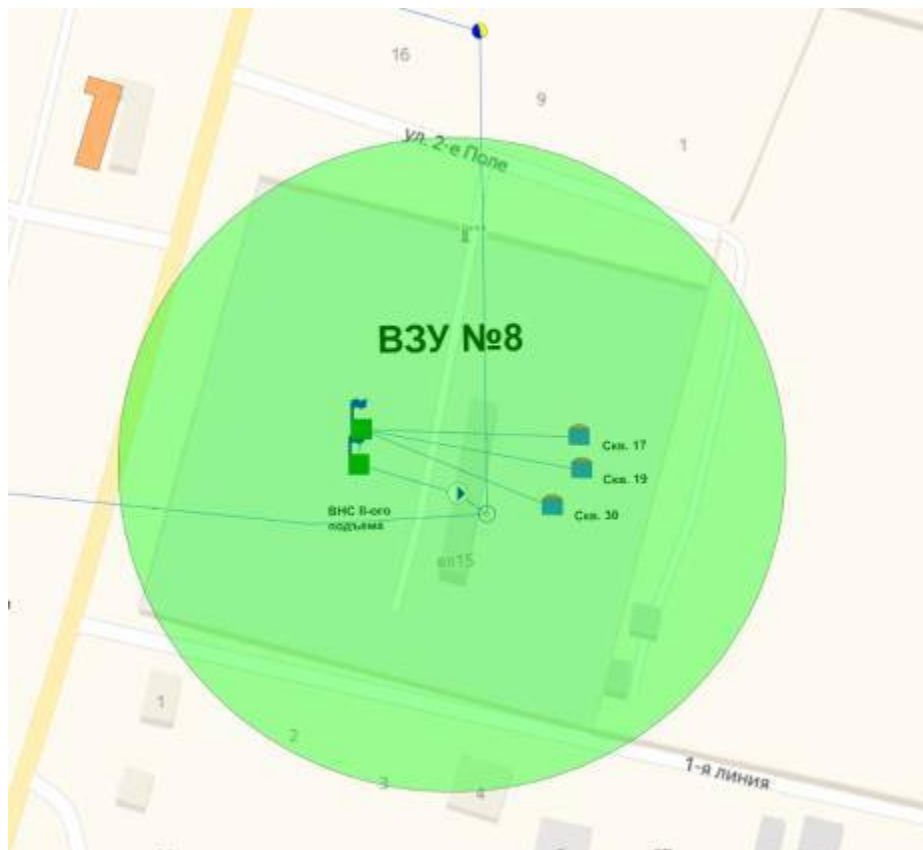 16
9
1
ул. 2-е Поле
ВЗУ №8
Скв. 17
Скв. 19
Скв. 30
ВНС II-ого
подъема
вл15
1
2
3
4
1-я линия